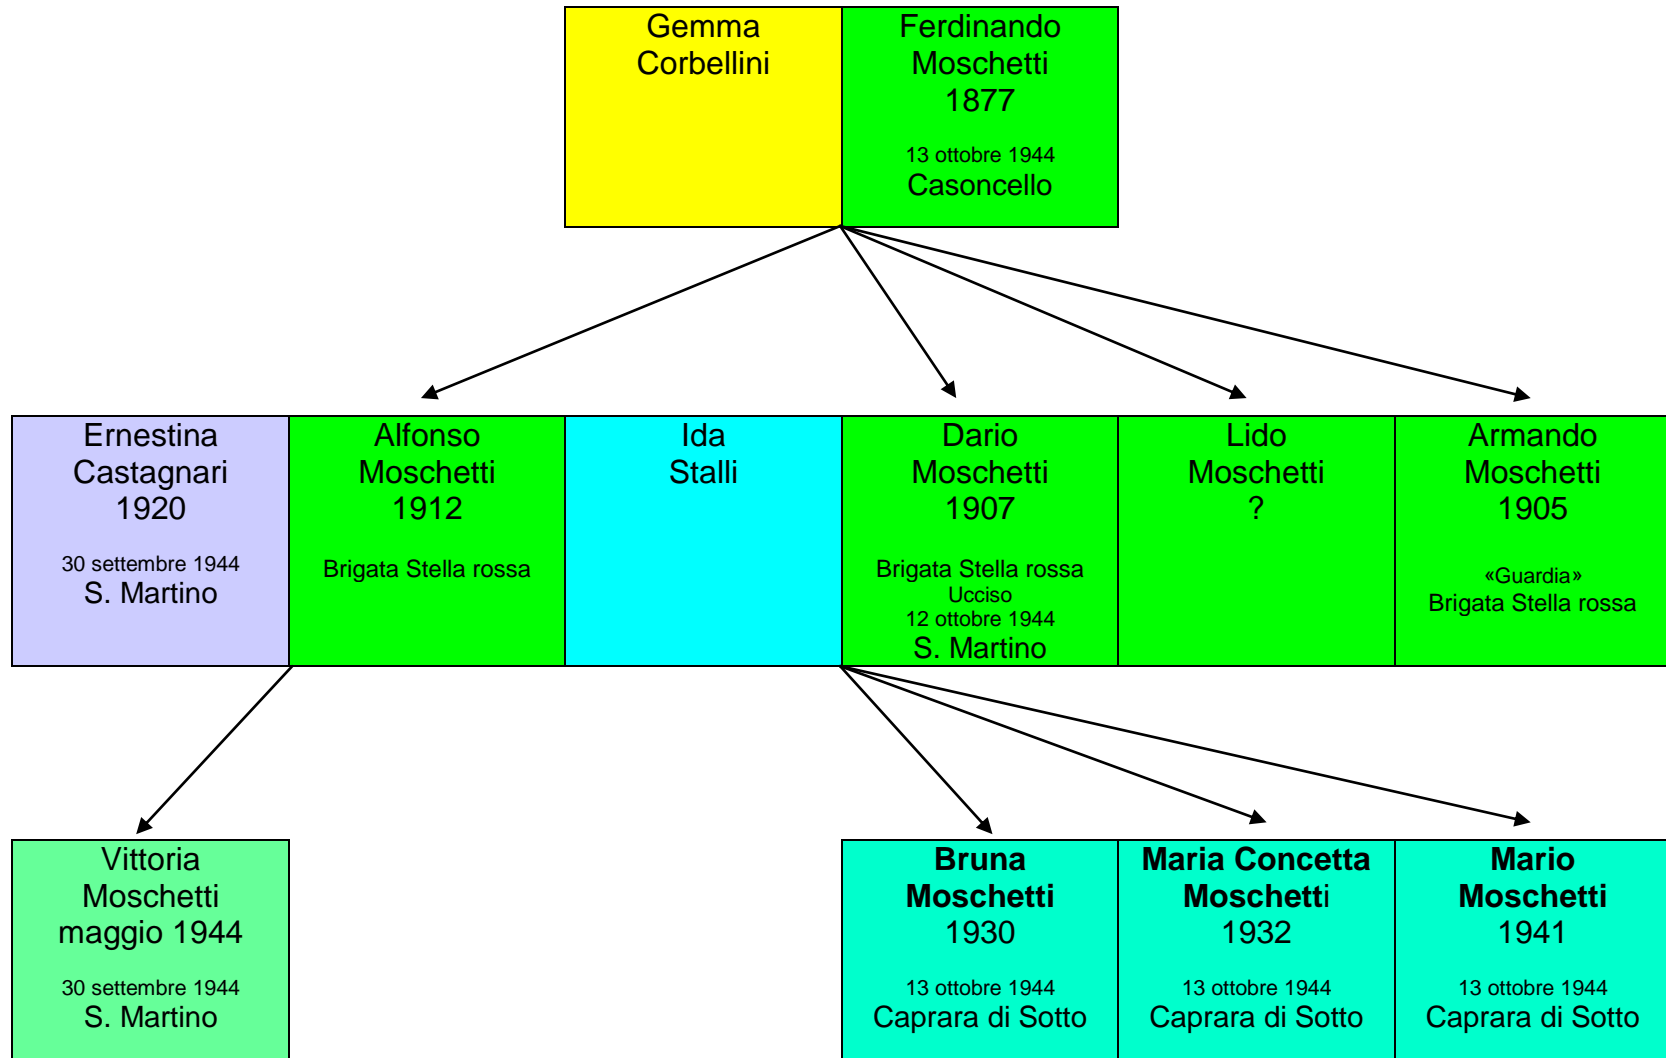 Gemma
Corbellini
Ferdinando
Moschetti
1877
13 ottobre 1944
Casoncello
Ernestina
Castagnari
1920
30 settembre 1944
S. Martino
Alfonso
Moschetti
1912
Brigata Stella rossa
Ida
Stalli
Dario
Moschetti
1907
Brigata Stella rossa
Ucciso
12 ottobre 1944
S. Martino
Lido
Moschetti
?
Armando
Moschetti
1905
«Guardia»
Brigata Stella rossa
Vittoria
Moschetti
maggio 1944
30 settembre 1944
S. Martino
Bruna
Moschetti
1930
13 ottobre 1944
Caprara di Sotto
Maria Concetta
Moschetti
1932
13 ottobre 1944
Caprara di Sotto
Mario
Moschetti
1941
13 ottobre 1944
Caprara di Sotto